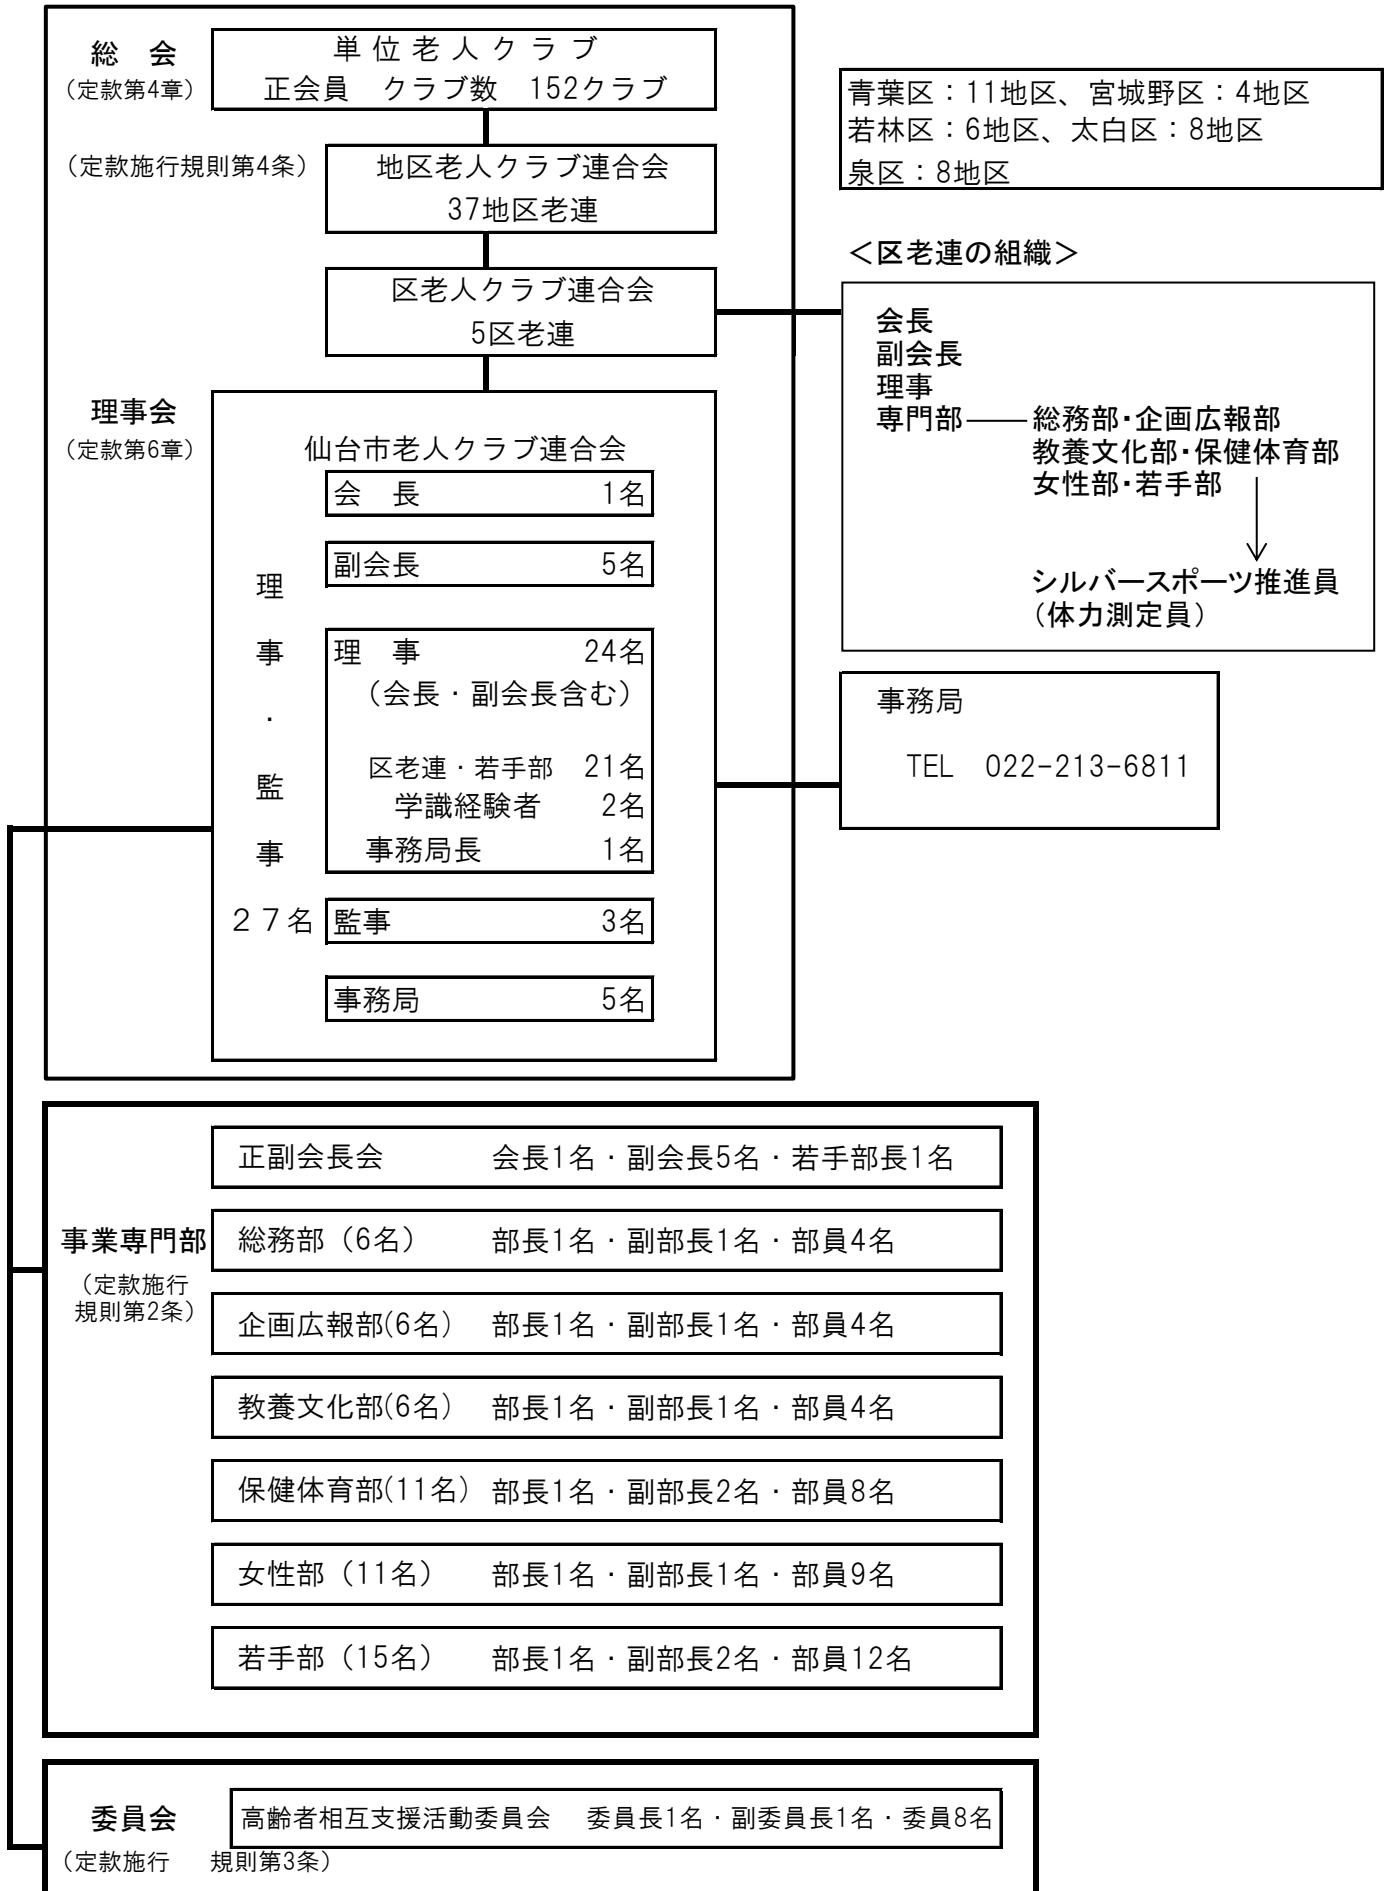 総　会
(定款第4章)
単 位 老 人 ク ラ ブ
正会員　クラブ数　152クラブ
青葉区：11地区、宮城野区：4地区
若林区：6地区、太白区：8地区
泉区：8地区
（定款施行規則第4条）
地区老人クラブ連合会
37地区老連
＜区老連の組織＞
区老人クラブ連合会
5区老連
会長
副会長
理事
専門部――総務部・企画広報部
教養文化部・保健体育部
女性部・若手部
シルバースポーツ推進員
（体力測定員）
理事会
(定款第6章)
仙台市老人クラブ連合会
会　長　1名
副会長　5名
理　事　24名
（会長・副会長含む）
区老連・若手部　21名
学識経験者　2名
事務局長　1名
理
事
・
監
事
２７名
監事　3名
事務局　5名
事務局
TEL　022-213-6811
正副会長会　会長1名・副会長5名・若手部長1名
事業専門部
（定款施行
規則第2条）
総務部（6名）　部長1名・副部長1名・部員4名
企画広報部(6名)　部長1名・副部長1名・部員4名
教養文化部(6名)　部長1名・副部長1名・部員4名
保健体育部(11名)　部長1名・副部長2名・部員8名
女性部（11名）　部長1名・副部長1名・部員9名
若手部（15名）　部長1名・副部長2名・部員12名
委員会
高齢者相互支援活動委員会　委員長1名・副委員長1名・委員8名
（定款施行　規則第3条）